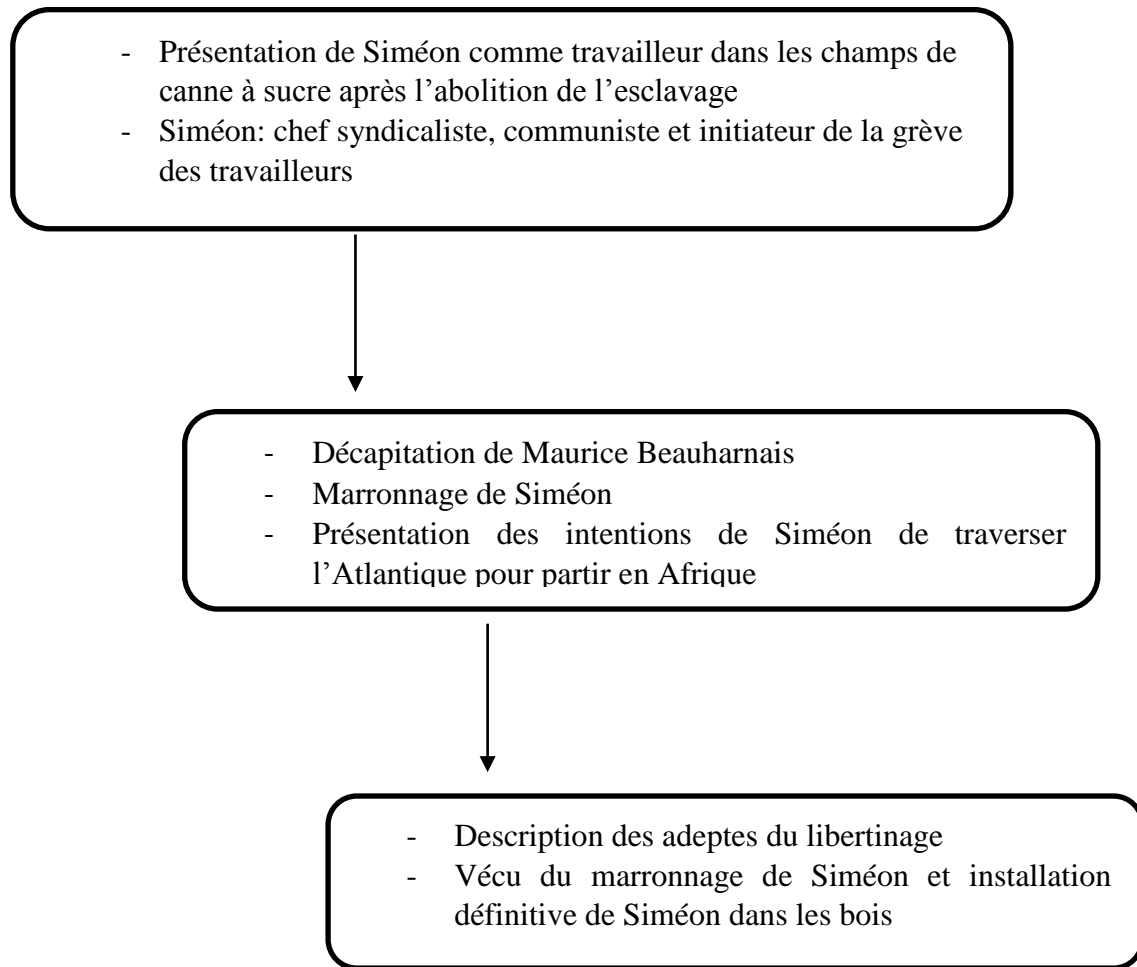 - Présentation de Siméon comme travailleur dans les champs de
canne à sucre après l’abolition de l’esclavage
- Siméon: chef syndicaliste, communiste et initiateur de la grève
des travailleurs
- Décapitation de Maurice Beauharnais
- Marronnage de Siméon
- Présentation des intentions de Siméon de traverser
l’Atlantique pour partir en Afrique
- Description des adeptes du libertinage
- Vécu du marronnage de Siméon et installation
définitive de Siméon dans les bois